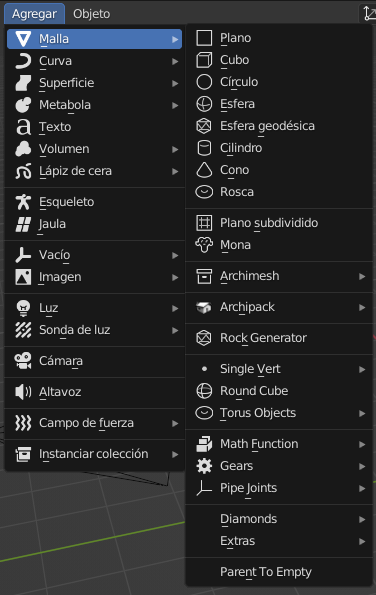 Agregar Objeto
Malla
Curva
Superficie
Metabola
Texto
Volumen
Lápiz de cera
Esqueleto
Jaula
Vacío
Imagen
Luz
Sonda de luz
Cámara
Altavoz
Campo de fuerza
Instanciar colección
Plano
Cubo
Círculo
Esfera
Esfera geodésica
Cilindro
Cono
Rosca
Plano subdividido
Mona
Archimesh
Archipack
Rock Generator
Single Vert
Round Cube
Torus Objects
Math Function
Gears
Pipe Joints
Diamonds
Extras
Parent To Empty